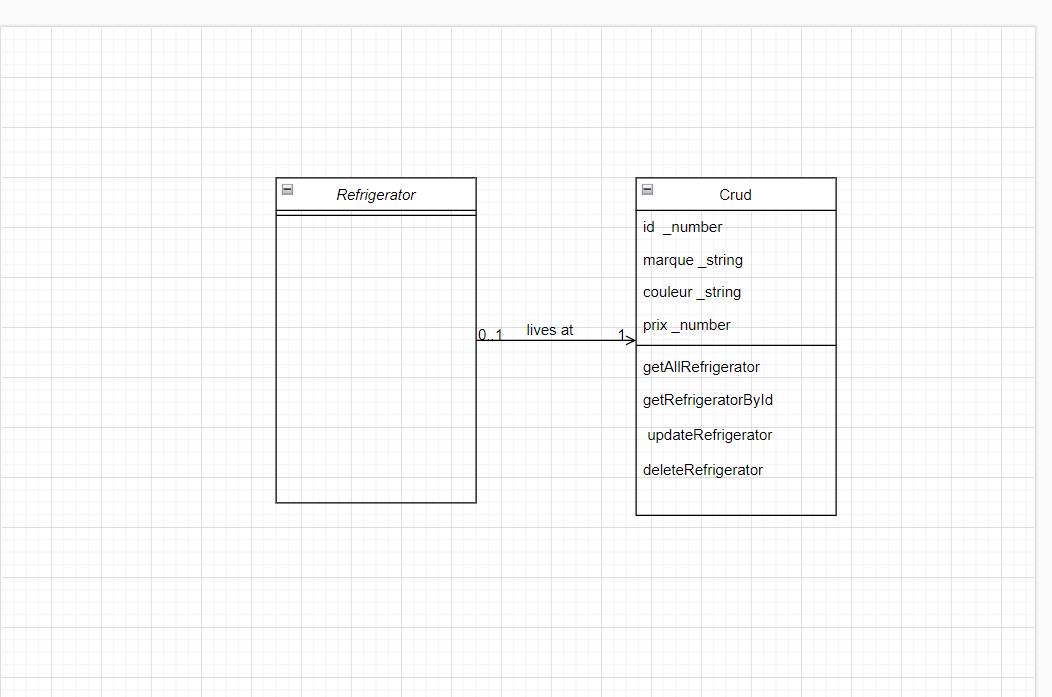 Refrigerator
0..1
lives at
1
Crud
id _number
marque _string
couleur _string
prix _number
getAllRefrigerator
getRefrigeratorById
updateRefrigerator
deleteRefrigerator